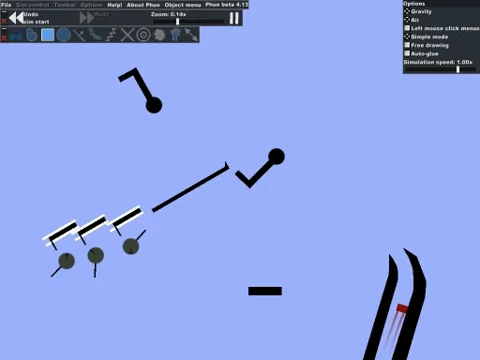 File Sim control Toolbar Options Help! About Phun Object menu Phun beta 4.13
Undo Redo Zoom: 0.14x
sim start
Options
Gravity
Air
Left mouse click menus
Simple mode
Free drawing
Auto-glue
Simulation speed: 1.00x